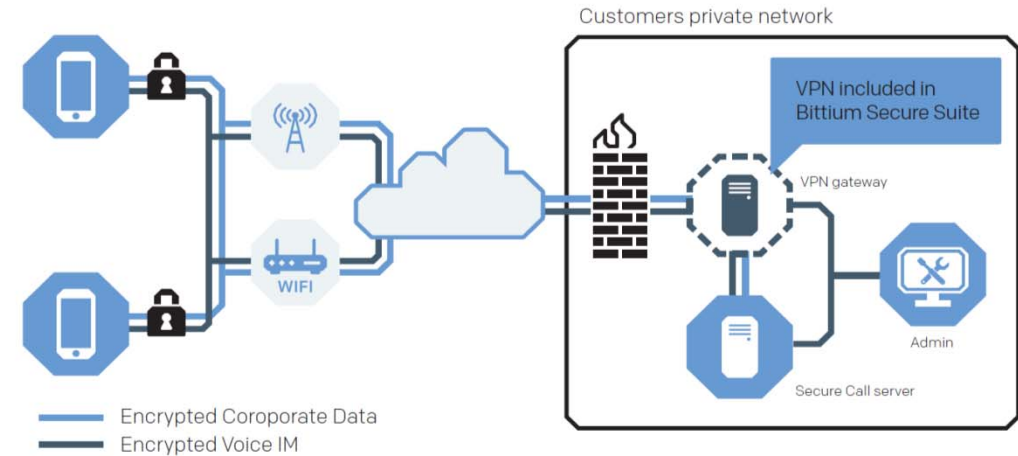 Customers private network
VPN included in
Bittium Secure Suite
VPN gateway
WIFI
Admin
Secure Call server
Encrypted Coroporate Data
Encrypted Voice IM